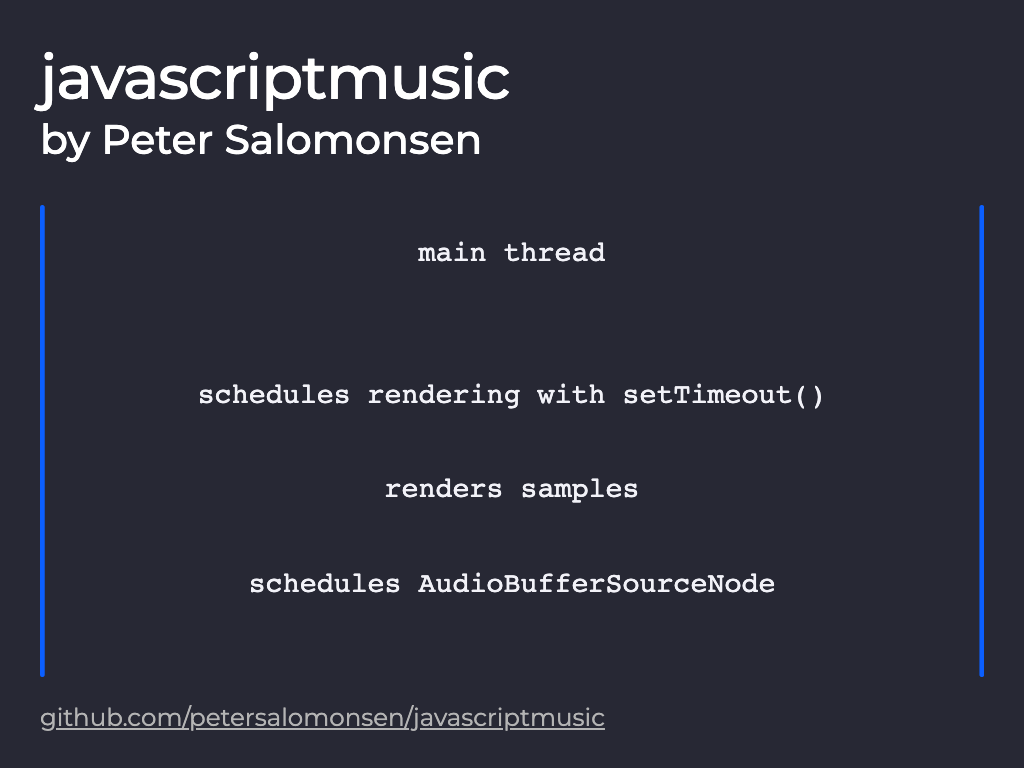 javascriptmusic
by Peter Salomonsen
main thread
schedules rendering with setTimeout()
renders samples
schedules AudioBufferSourceNode
github.com/petersalomonsen/javascriptmusic